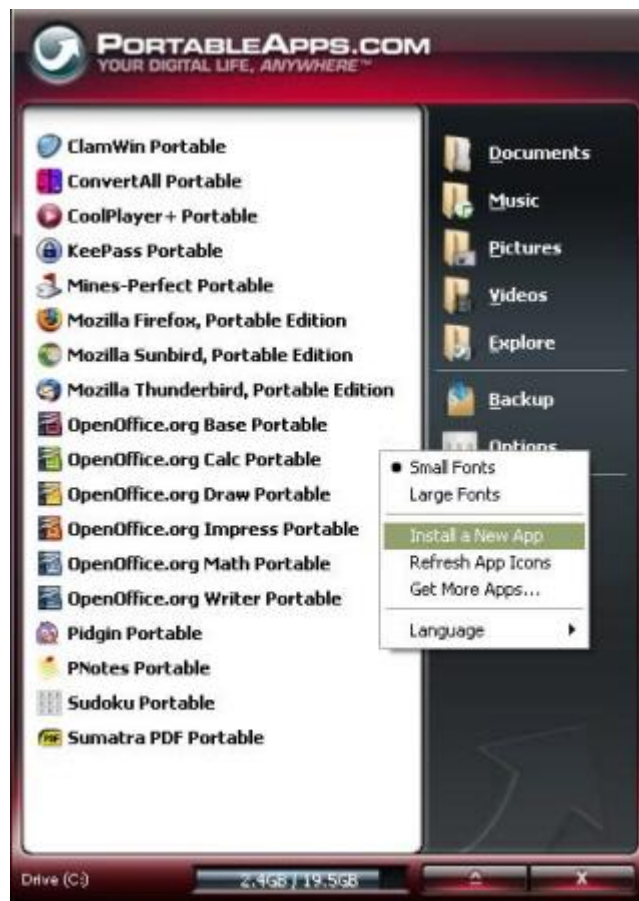 PORTABLEAPPS.COM
YOUR DIGITAL LIFE, ANYWHERE™
ClamWin Portable
ConvertAll Portable
CoolPlayer+ Portable
KeePass Portable
Mines-Perfect Portable
Mozilla Firefox, Portable Edition
Mozilla Sunbird, Portable Edition
Mozilla Thunderbird, Portable Edition
OpenOffice.org Base Portable
OpenOffice.org Calc Portable
OpenOffice.org Draw Portable
OpenOffice.org Impress Portable
OpenOffice.org Math Portable
OpenOffice.org Writer Portable
Pidgin Portable
PNotes Portable
Sudoku Portable
PDF Sumatra PDF Portable
Documents
Music
Pictures
Videos
Explore
Backup
Options
Small Fonts
Large Fonts
Install a New App
Refresh App Icons
Get More Apps...
Language
Drive (C:)
2.4GB / 19.5GB
X